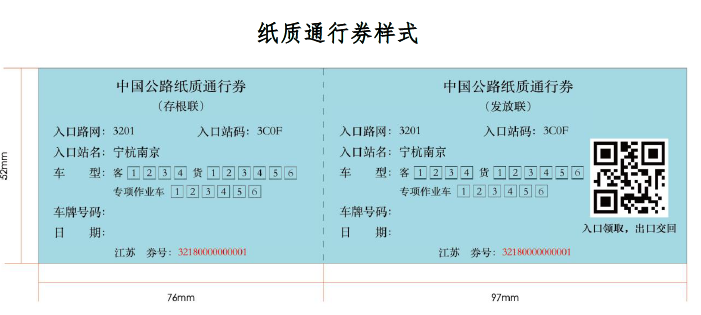 纸质通行券样式
中国公路纸质通行券
（存根联）
入口路网：3201 入口站码：3C0F
入口站名：宁杭南京
车 型：客 1 2 3 4 货 1 2 3 4 5 6
专项作业车 1 2 3 4 5 6
车牌号码：
日 期：
江苏 券号：32180000000001
中国公路纸质通行券
（发放联）
入口路网：3201 入口站码：3C0F
入口站名：宁杭南京
车 型：客 1 2 3 4 货 1 2 3 4 5 6
专项作业车 1 2 3 4 5 6
车牌号码：
日 期：
江苏 券号：32180000000001
入口领取，出口交回
52mm
76mm
97mm